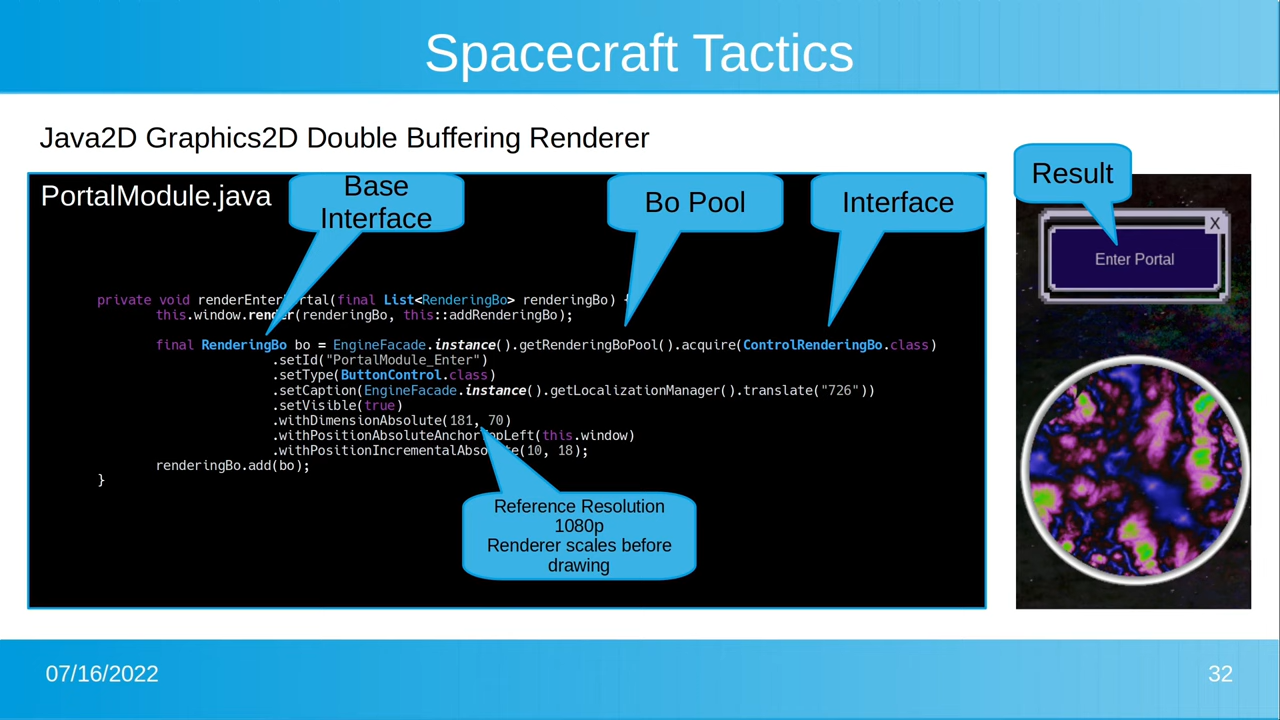 Spacecraft Tactics
Java2D Graphics2D Double Buffering Renderer
PortalModule.java
Base
Interface
Bo Pool
Interface
Result
X
Enter Portal
private void renderEnterPortal(final List<RenderingBo> renderingBo) {
this.window.render(renderingBo, this::addRenderingBo);
final RenderingBo bo = EngineFacade.instance().getRenderingBoPool().acquire(ControlRenderingBo.class)
.setId("PortalModule_Enter")
.setType(ButtonControl.class)
.setCaption(EngineFacade.instance().getLocalizationManager().translate("726"))
.setVisible(true)
.withDimensionAbsolute(181, 70)
.withPositionAbsoluteAnchorTopLeft(this.window)
.withPositionIncrementalAbsolute(10, 18);
renderingBo.add(bo);
}
Reference Resolution
1080p
Renderer scales before
drawing
07/16/2022
32